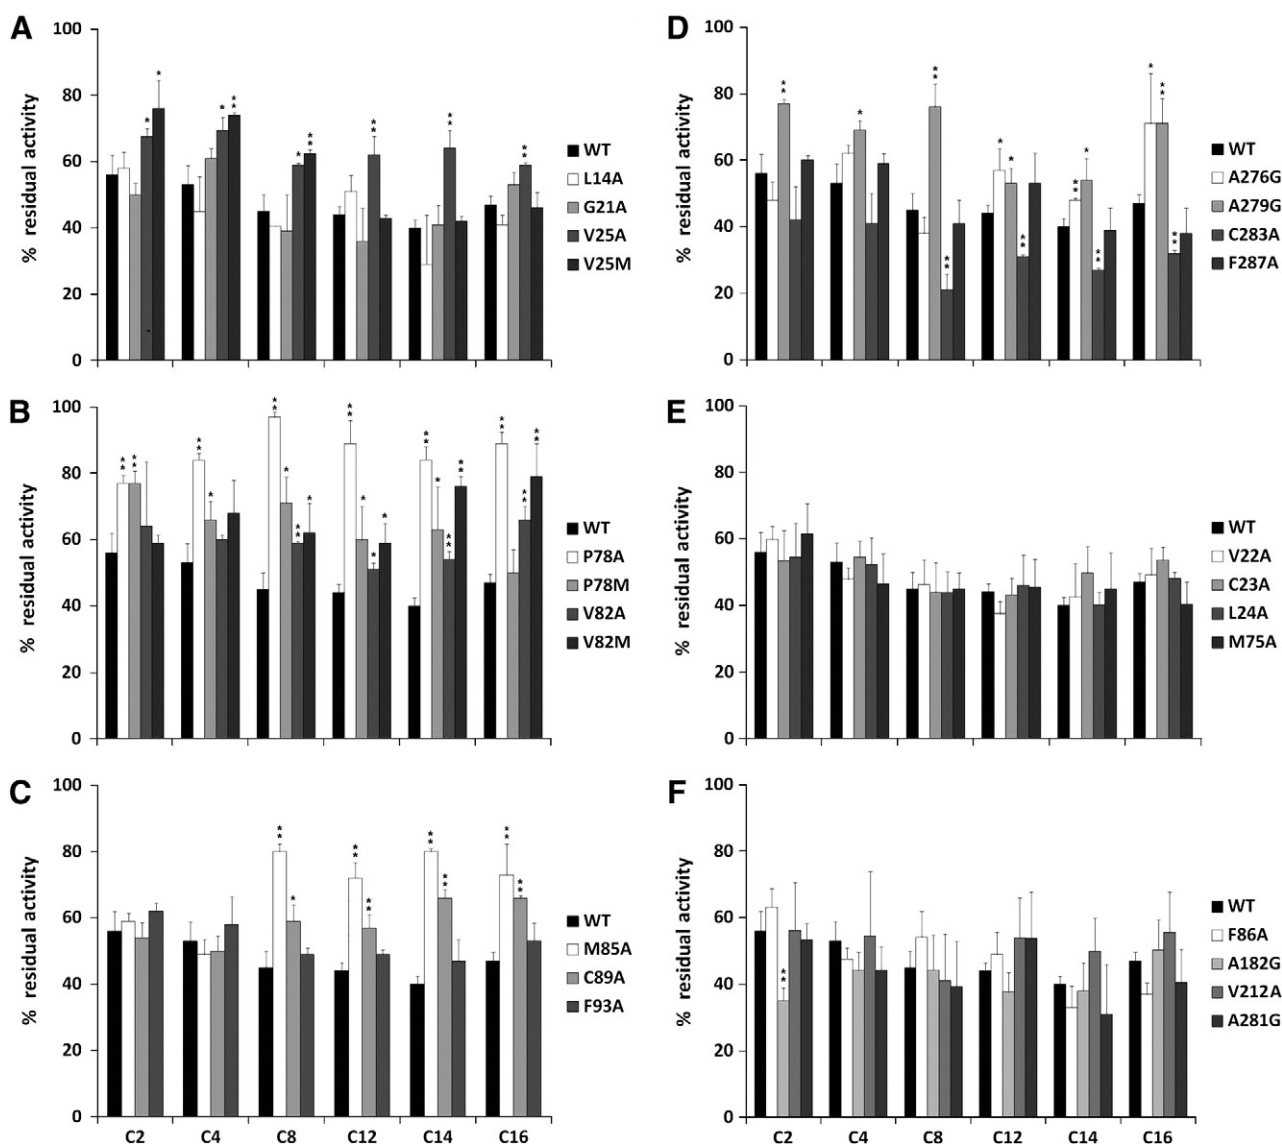 A
100
80
60
40
20
0
% residual activity
* * * ** * ** ** ** **
WT
L14A
G21A
V25A
V25M
B
100
80
60
40
20
0
% residual activity
** ** ** * ** * ** * ** * * * ** * ** ** ** ** **
WT
P78A
P78M
V82A
V82M
C
100
80
60
40
20
0
% residual activity
** * ** ** ** ** ** **
WT
M85A
C89A
F93A
C2 C4 C8 C12 C14 C16
D
100
80
60
40
20
0
% residual activity
** * ** ** * * ** ** * ** * ** **
WT
A276G
A279G
C283A
F287A
E
100
80
60
40
20
0
% residual activity
WT
V22A
C23A
L24A
M75A
F
100
80
60
40
20
0
% residual activity
**
WT
F86A
A182G
V212A
A281G
C2 C4 C8 C12 C14 C16